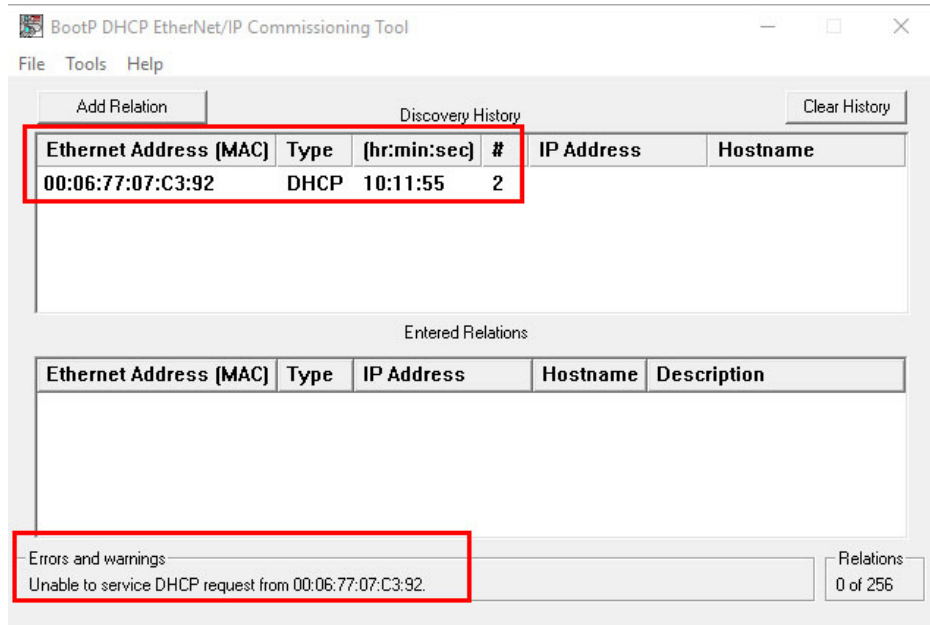 BootP DHCP EtherNet/IP Commissioning Tool
File Tools Help
Add Relation Discovery History Clear History
Ethernet Address (MAC) Type (hr:min:sec) # IP Address Hostname
00:06:77:07:C3:92 DHCP 10:11:55 2
Entered Relations
Ethernet Address (MAC) Type IP Address Hostname Description
Errors and warnings Relations
Unable to service DHCP request from 00:06:77:07:C3:92. 0 of 256